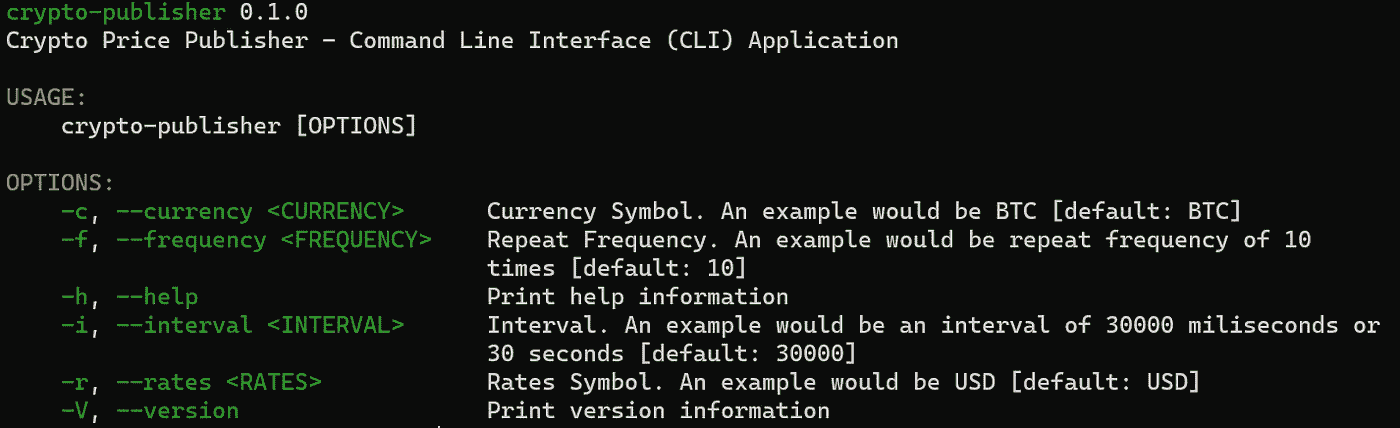 crypto-publisher 0.1.0
Crypto Price Publisher - Command Line Interface (CLI) Application
USAGE:
crypto-publisher [OPTIONS]
OPTIONS:
-c, --currency <CURRENCY> Currency Symbol. An example would be BTC [default: BTC]
-f, --frequency <FREQUENCY> Repeat Frequency. An example would be repeat frequency of 10
times [default: 10]
-h, --help Print help information
-i, --interval <INTERVAL> Interval. An example would be an interval of 30000 miliseconds or
30 seconds [default: 30000]
-r, --rates <RATES> Rates Symbol. An example would be USD [default: USD]
-V, --version Print version information